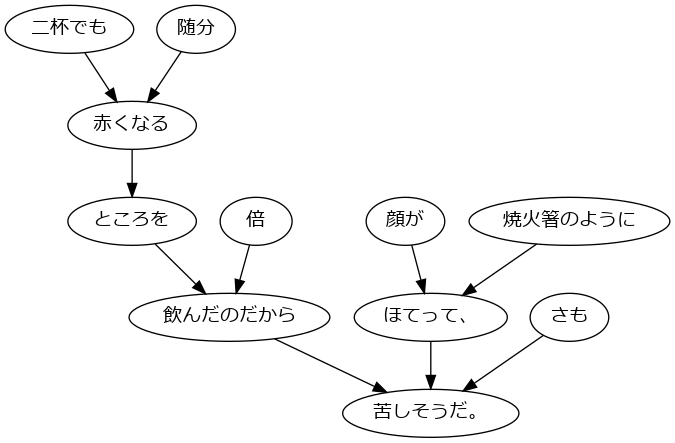 二杯でも
随分
赤くなる
ところを
倍
顔が
焼火箸のように
飲んだのだから
ほてって、
さも
苦しそうだ。